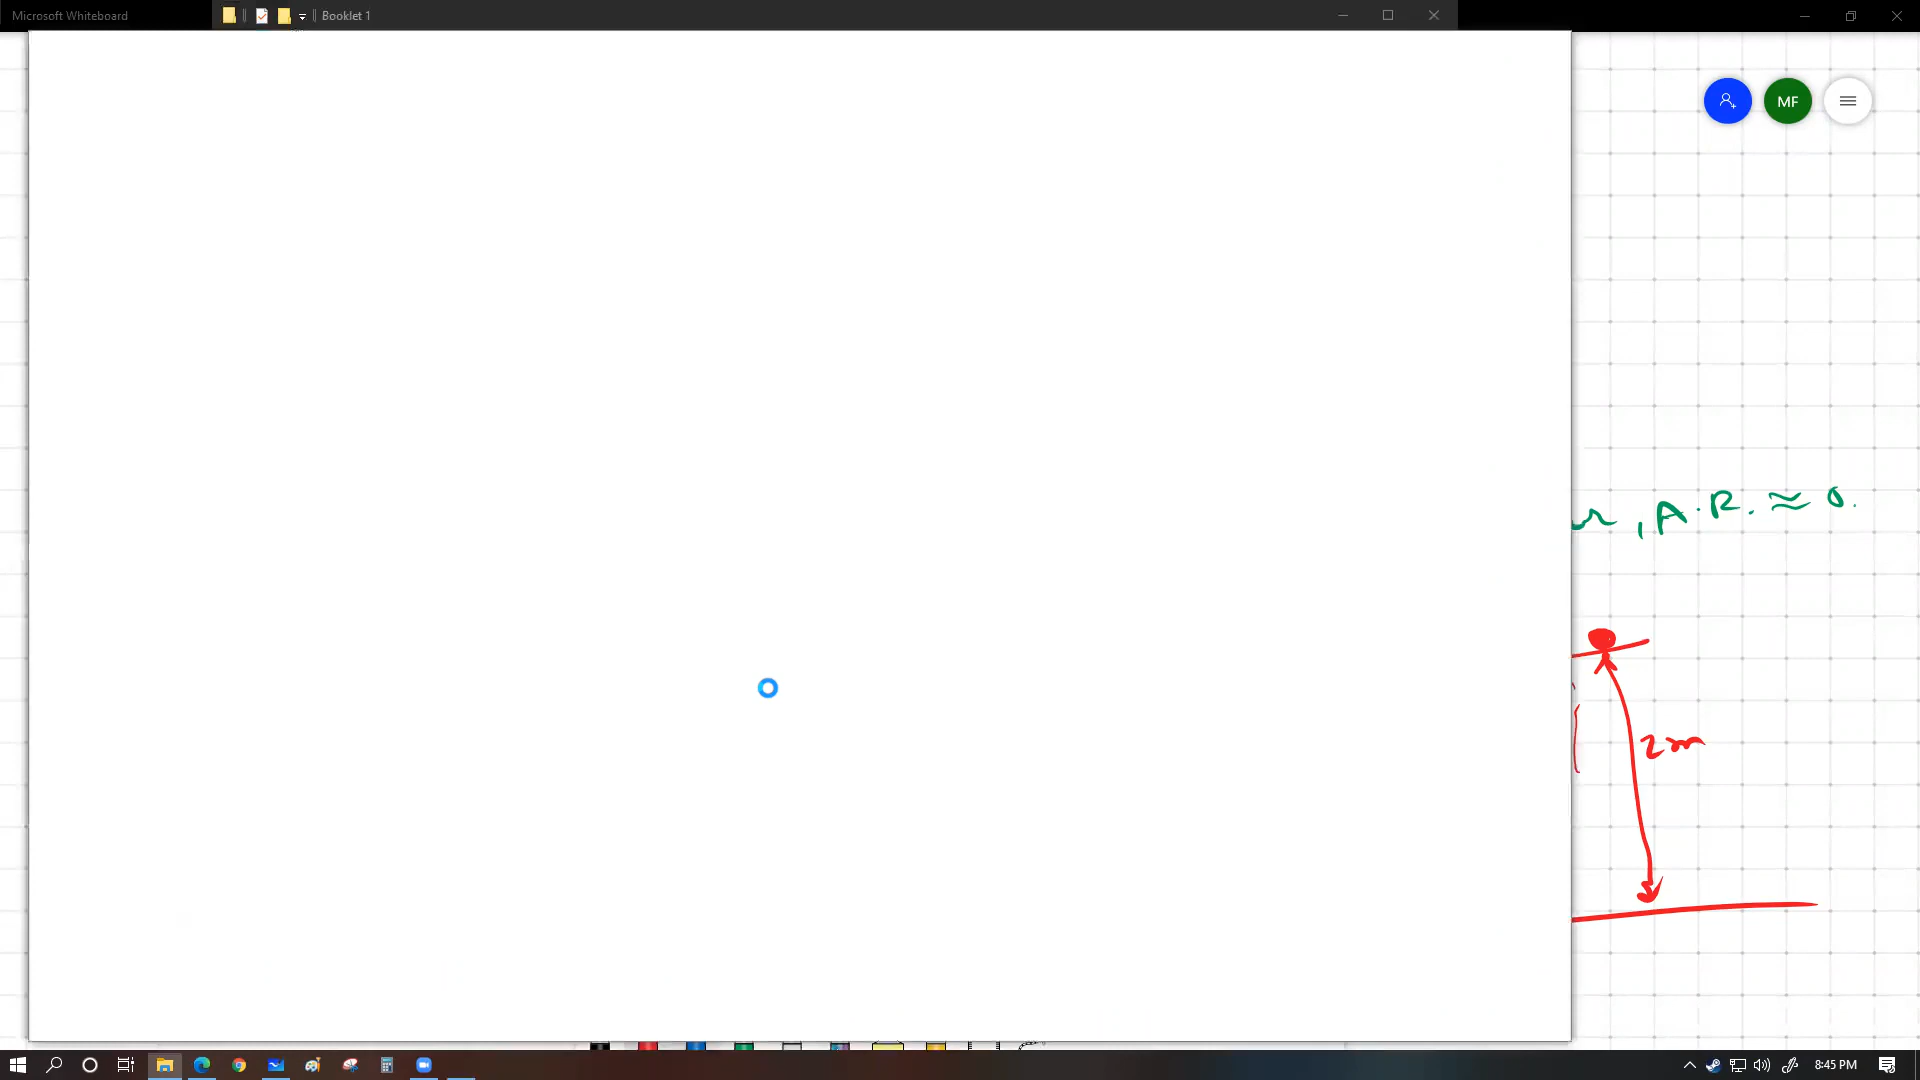 Microsoft Whiteboard
Booklet 1
MF
, A.R. ≈ 0.
2m
8:45 PM